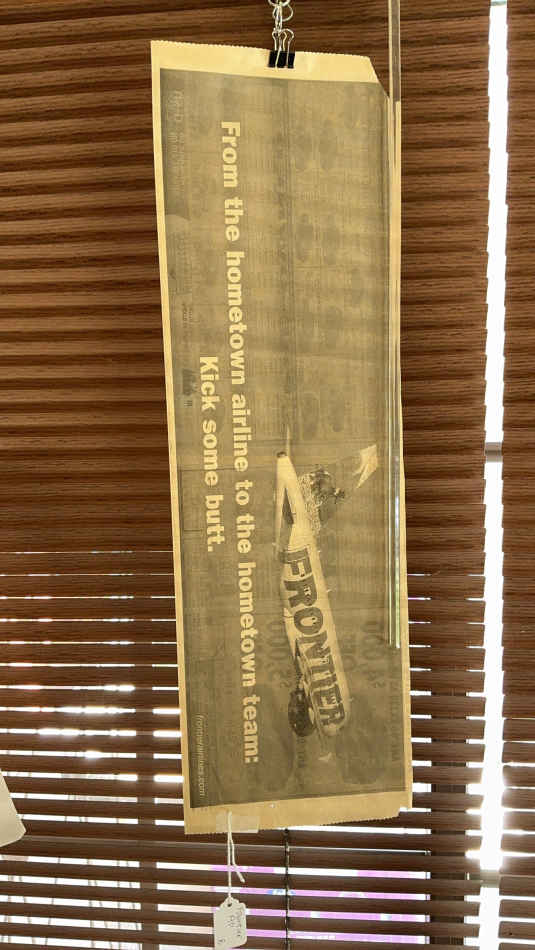 FRONTIER
From the hometown airline to the hometown team:
Kick some butt.
frontierairlines.com